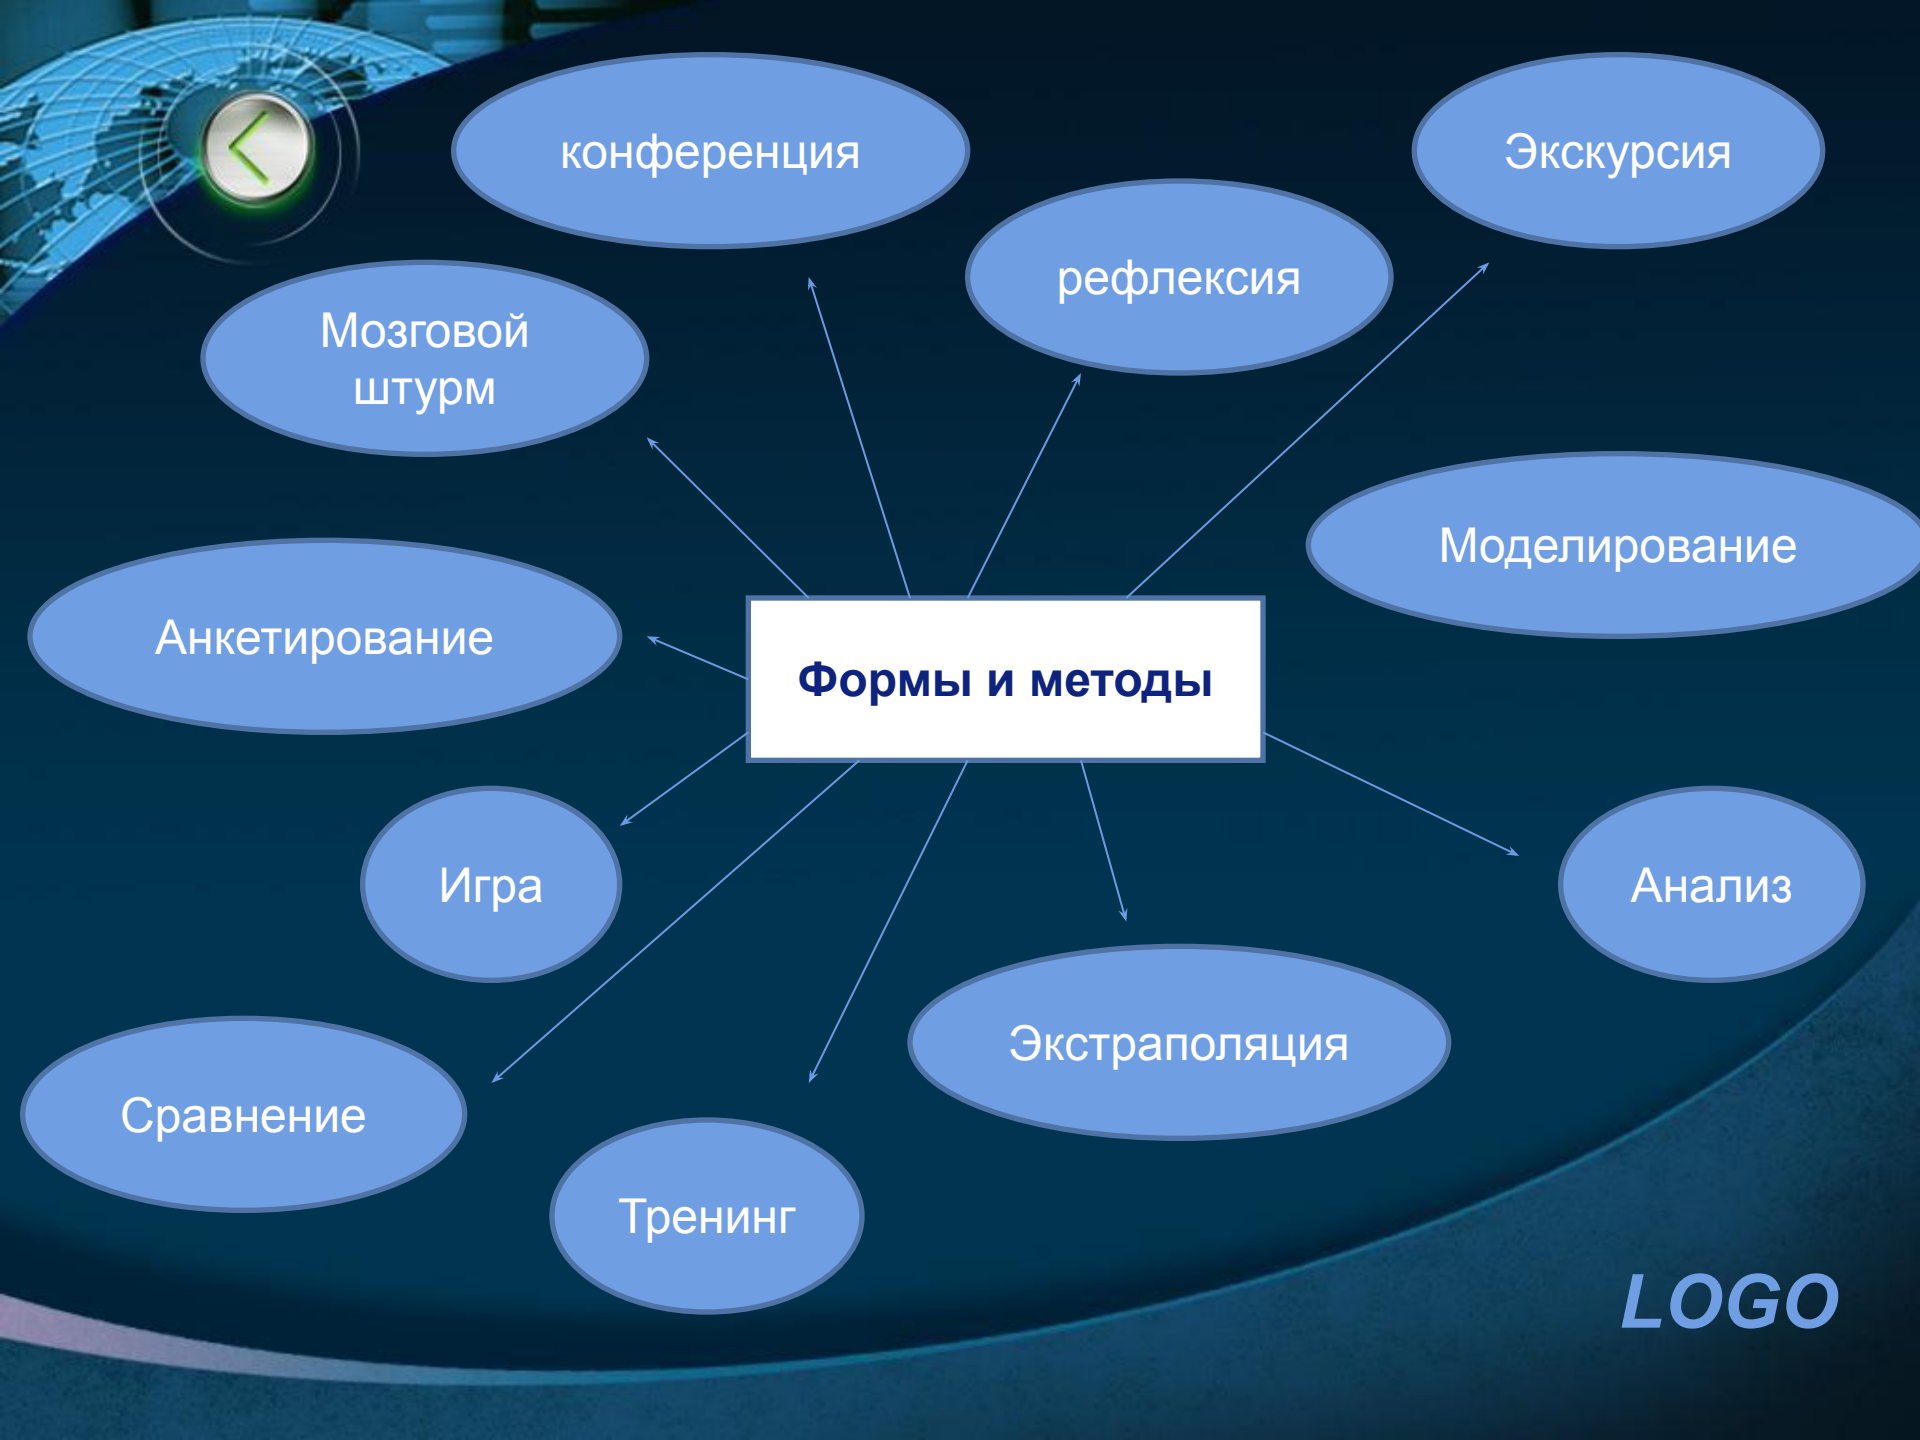 конференция
Экскурсия
рефлексия
Мозговой
штурм
Моделирование
Анкетирование
Формы и методы
Игра
Анализ
Экстраполяция
Сравнение
Тренинг
LOGO